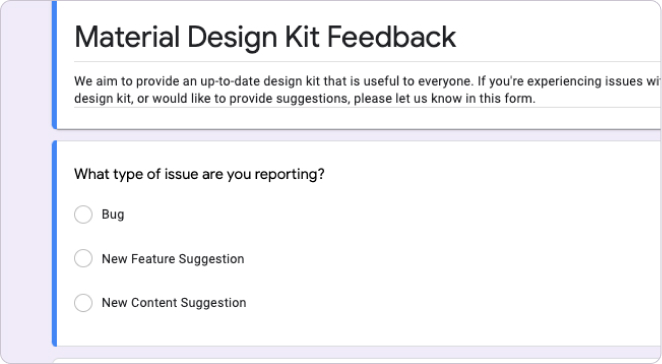 Material Design Kit Feedback
We aim to provide an up-to-date design kit that is useful to everyone. If you're experiencing issues
design kit, or would like to provide suggestions, please let us know in this form.
What type of issue are you reporting?
Bug
New Feature Suggestion
New Content Suggestion